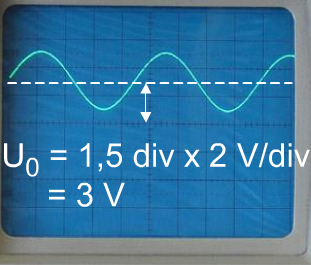 U₀ = 1,5 div x 2 V/div
= 3 V